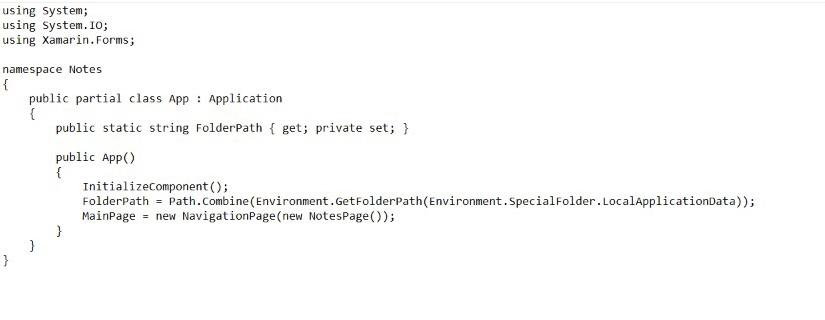 using System;
using System.IO;
using Xamarin.Forms;
namespace Notes
{
public partial class App : Application
{
public static string FolderPath { get; private set; }
public App()
{
InitializeComponent();
FolderPath = Path.Combine(Environment.GetFolderPath(Environment.SpecialFolder.LocalApplicationData));
MainPage = new NavigationPage(new NotesPage());
}
}
}